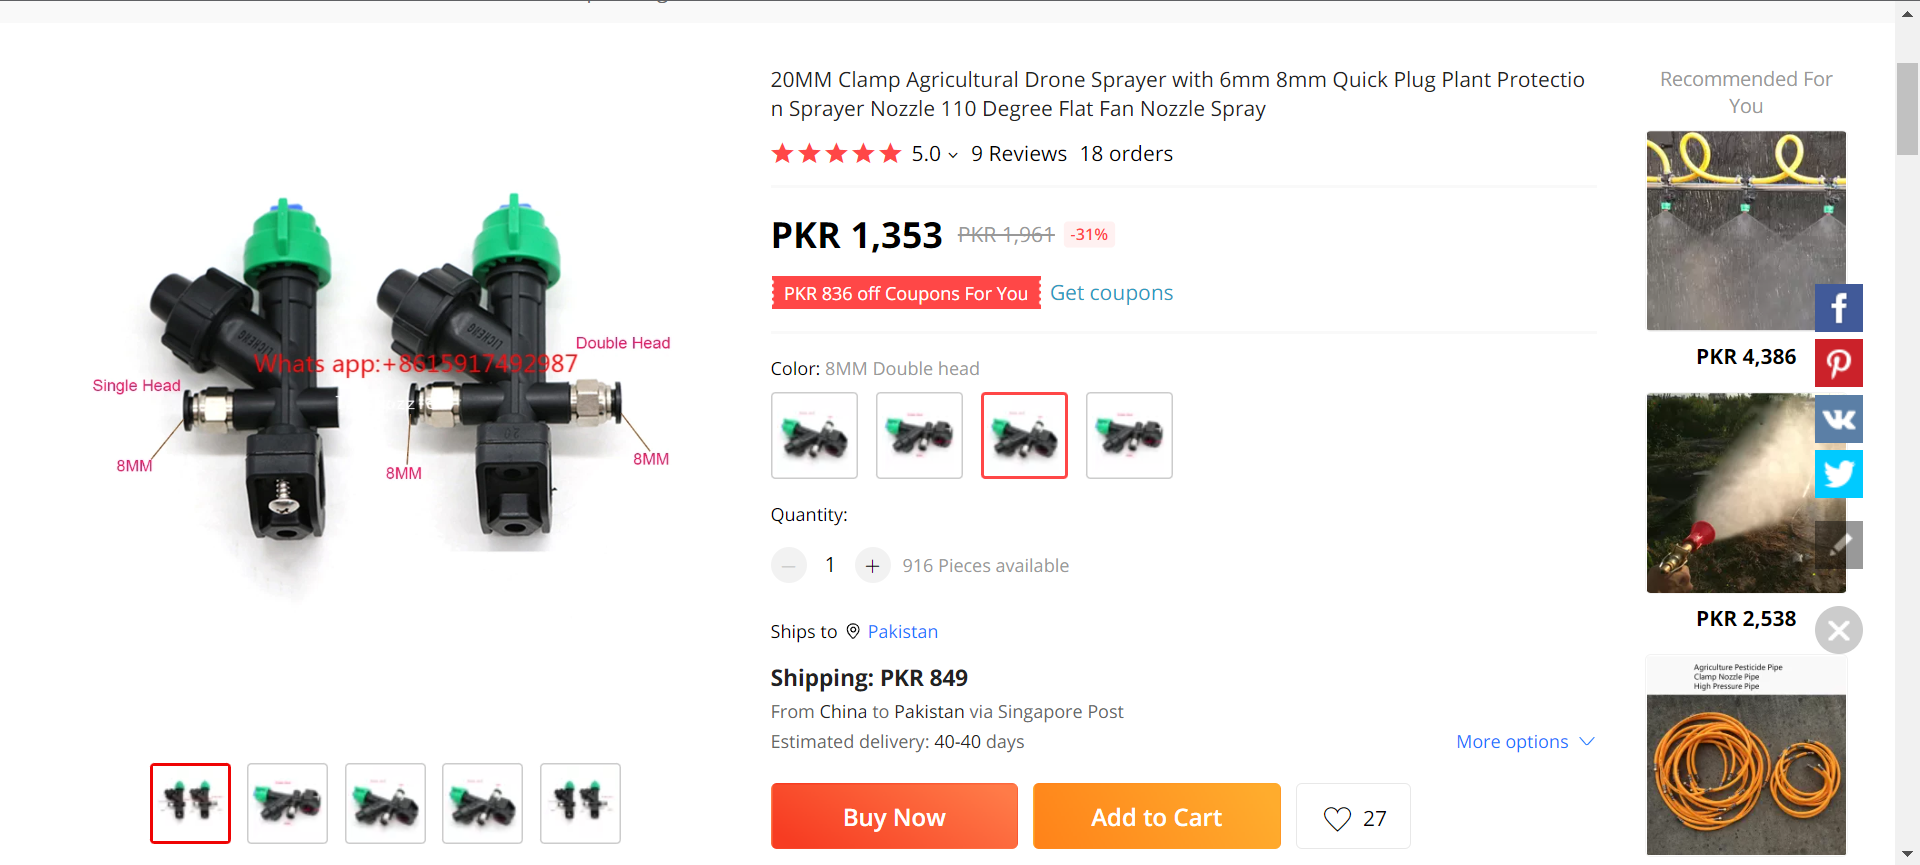 20MM Clamp Agricultural Drone Sprayer with 6mm 8mm Quick Plug Plant Protectio
n Sprayer Nozzle 110 Degree Flat Fan Nozzle Spray
5.0 9 Reviews 18 orders
PKR 1,353 PKR 1,961 -31%
PKR 836 off Coupons For You Get coupons
Color: 8MM Double head
Quantity:
1 916 Pieces available
Ships to Pakistan
Shipping: PKR 849
From China to Pakistan via Singapore Post
Estimated delivery: 40-40 days
More options
Buy Now Add to Cart 27
Double Head
Whats app:+8615917492987
Single Head
8MM
8MM
8MM
LICHENG
LICHENG
20
Recommended For
You
PKR 4,386
PKR 2,538
Agriculture Pesticide Pipe
Clamp Nozzle Pipe
High Pressure Pipe